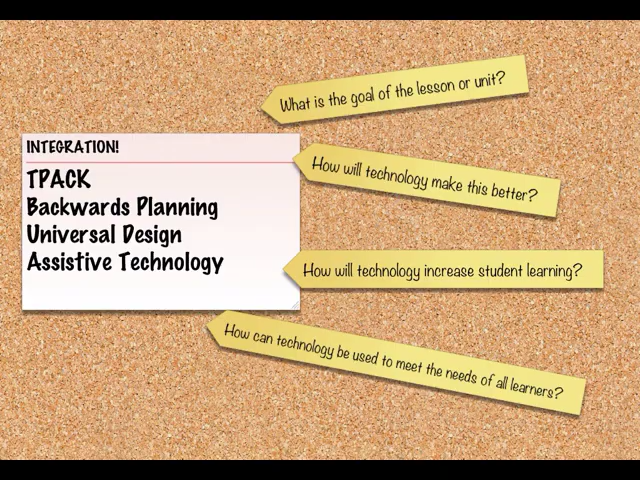 INTEGRATION!
TPACK
Backwards Planning
Universal Design
Assistive Technology
What is the goal of the lesson or unit?
How will technology make this better?
How will technology increase student learning?
How can technology be used to meet the needs of all learners?